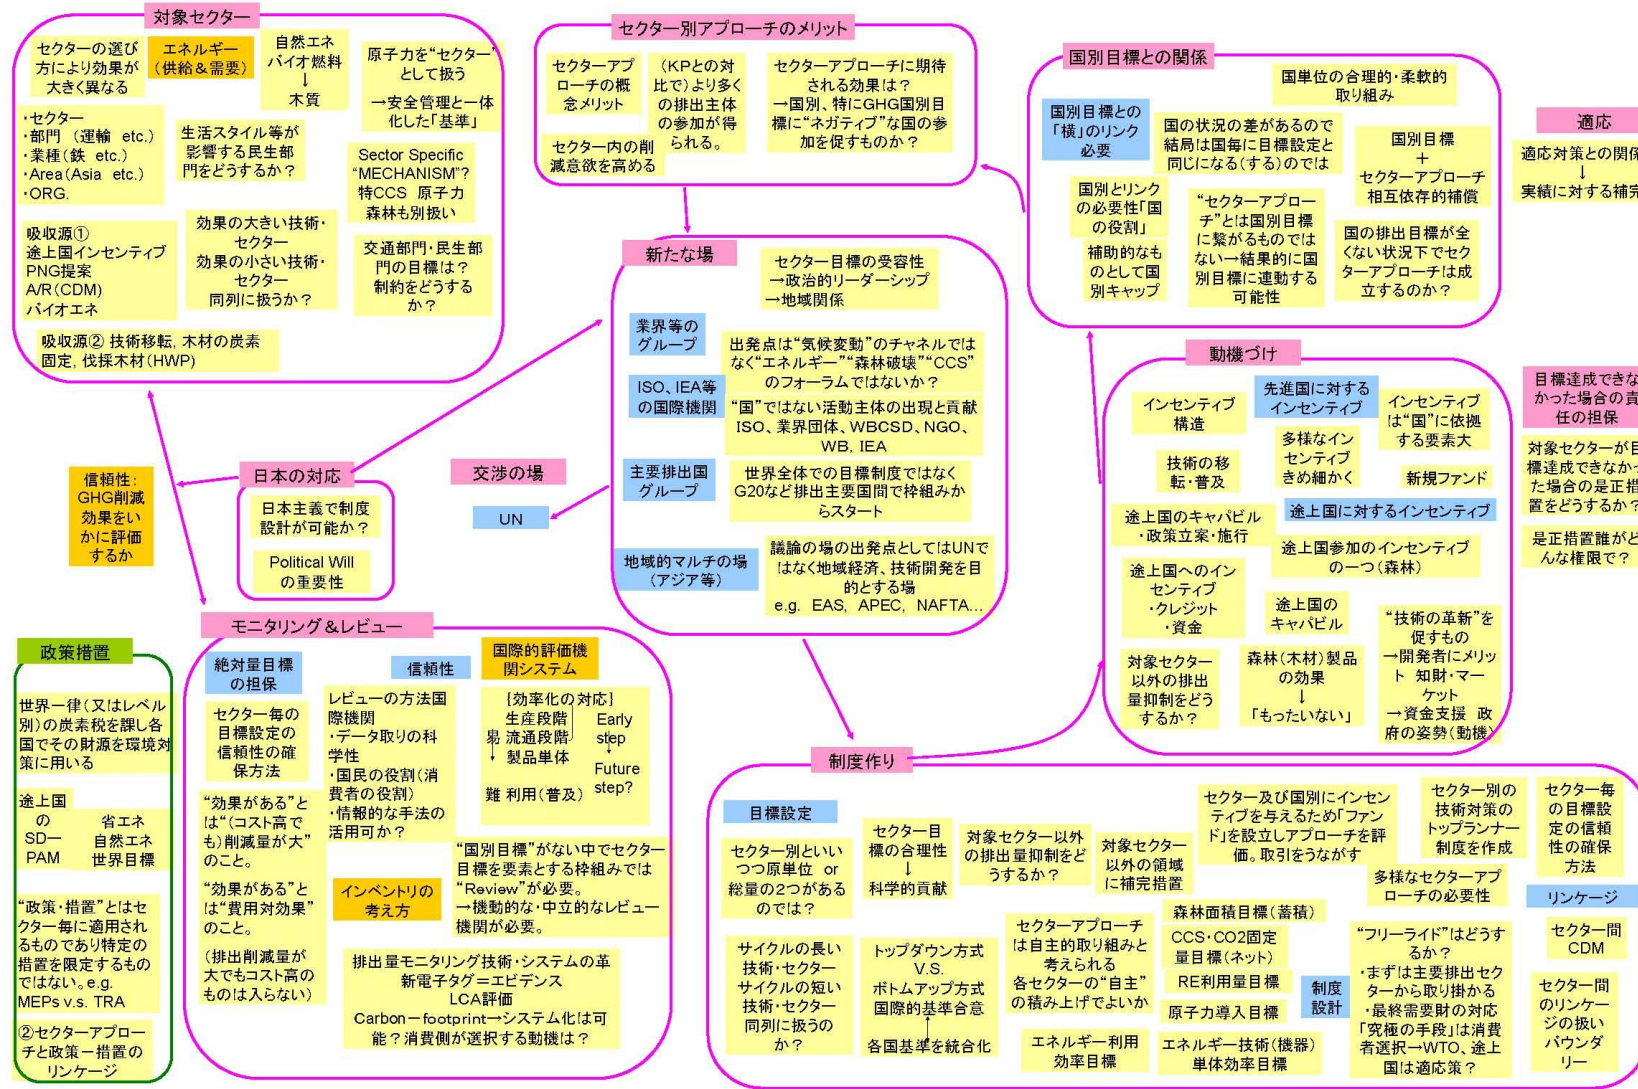 対象セクター
セクターの選び
方により効果が
大きく異なる
エネルギー
(供給＆需要)
自然エネ
バイオ燃料
↓
木質
原子力を“セクター”
として扱う
→安全管理と一体
化した「基準」
・セクター
・部門 (運輸 etc.)
・業種(鉄 etc.)
・Area(Asia etc.)
・ORG.
生活スタイル等が
影響する民生部
門をどうするか？
Sector Specific
“MECHANISM”?
特CCS 原子力
森林も別扱い
吸収源①
途上国インセンティブ
PNG提案
A/R(CDM)
バイオエネ
効果の大きい技術・
セクター
効果の小さい技術・
セクター
同列に扱うか？
交通部門・民生部
門の目標は？
制約をどうする
か？
吸収源② 技術移転, 木材の炭素
固定, 伐採木材(HWP)
セクター別アプローチのメリット
セクターアプ
ローチの概
念メリット
(KPとの対
比で)より多く
の排出主体
の参加が得
られる。
セクターアプローチに期待
される効果は？
→国別、特にGHG国別目
標に“ネガティブ”な国の参
加を促すものか？
セクター内の削
減意欲を高める
国別目標との関係
国単位の合理的・柔軟的
取り組み
国別目標との
「横」のリンク
必要
国の状況の差があるので
結局は国毎に目標設定と
同じになる(する)のでは
国別目標
＋
セクターアプローチ
相互依存的補償
国別とリンク
の必要性「国
の役割」
“セクターアプロー
チ”とは国別目標
に繋がるものでは
ない→結果的に国
別目標に連動する
可能性
補助的なも
のとして国
別キャップ
国の排出目標が全
くない状況下でセク
ターアプローチは成
立するのか？
適応
適応対策との関係
↓
実績に対する補完
新たな場
セクター目標の受容性
→政治的リーダーシップ
→地域関係
業界等の
グループ
出発点は“気候変動”のチャネルでは
なく“エネルギー”“森林破壊”“CCS”
のフォーラムではないか？
ISO、IEA等
の国際機関
“国”ではない活動主体の出現と貢献
ISO、業界団体、WBCSD、NGO、
WB、IEA
主要排出国
グループ
世界全体での目標制度ではなく
G20など排出主要国間で枠組みか
らスタート
地域的マルチの場
(アジア等)
議論の場の出発点としてはUNで
はなく地域経済、技術開発を目
的とする場
e.g. EAS, APEC, NAFTA…
交渉の場
UN
日本の対応
日本主義で制度
設計が可能か？
Political Will
の重要性
信頼性:
GHG削減
効果をい
かに評価
するか
動機づけ
インセンティブ
構造
先進国に対する
インセンティブ
インセンティブ
は“国”に依拠
する要素大
技術の移
転・普及
多様なイン
センティブ
きめ細かく
新規ファンド
途上国のキャパビル
・政策立案・施行
途上国に対するインセンティブ
途上国参加のインセンティブ
の一つ(森林)
途上国へのイン
センティブ
・クレジット
・資金
途上国の
キャパビル
“技術の革新”を
促すもの
→開発者にメリッ
ト 知財・マー
ケット
→資金支援 政
府の姿勢(動機)
対象セクター
以外の排出
量抑制をどう
するか？
森林(木材)製品
の効果
↓
「もったいない」
目標達成できな
かった場合の責
任の担保
対象セクターが目
標達成できなかっ
た場合の是正措
置をどうするか？
是正措置誰がど
んな権限で？
政策措置
世界一律(又はレベル
別)の炭素税を課し各
国でその財源を環境対
策に用いる
途上国
の
SD－
PAM
省エネ
自然エネ
世界目標
“政策・措置”とはセ
クター毎に適用され
るものであり特定の
措置を限定するもの
ではない。e.g.
MEPs v.s. TRA
②セクターアプロー
チと政策－措置の
リンケージ
モニタリング＆レビュー
絶対量目標
の担保
信頼性
国際的評価機
関システム
セクター毎の
目標設定の
信頼性の確
保方法
レビューの方法国
際機関
・データ取りの科
学性
・国民の役割(消
費者の役割)
・情報的な手法の
活用可か？
[効率化の対応]
生産段階
易 流通段階
↓ 製品単体
難 利用(普及)
Early
step
↓
Future
step?
“効果がある”と
は“(コスト高で
も)削減量が大”
のこと。
“効果がある”と
は“費用対効果”
のこと。
(排出削減量が
大でもコスト高の
ものは入らない)
インベントリの
考え方
“国別目標”がない中でセクター
目標を要素とする枠組みでは
“Review”が必要。
→機動的な・中立的なレビュー
機関が必要。
排出量モニタリング技術・システムの革
新電子タグ＝エビデンス
LCA評価
Carbon－footprint→システム化は可
能？消費側が選択する動機は？
制度作り
目標設定
セクター別といい
つつ原単位 or
総量の2つがある
のでは？
セクター目
標の合理性
↓
科学的貢献
対象セクター以外
の排出量抑制をど
うするか？
対象セクター
以外の領域
に補完措置
セクター及び国別にインセン
ティブを与えるため「ファン
ド」を設立しアプローチを評
価。取引をうながす
セクター別の
技術対策の
トップランナー
制度を作成
セクター毎
の目標設
定の信頼
性の確保
方法
多様なセクターアプ
ローチの必要性
リンケージ
セクター間
CDM
セクター間
のリンケー
ジの扱い
バウンダ
リー
サイクルの長い
技術・セクター
サイクルの短い
技術・セクター
同列に扱うの
か？
トップダウン方式
V.S.
ボトムアップ方式
国際的基準合意
↕
各国基準を統合化
セクターアプローチ
は自主的取り組みと
考えられる
各セクターの“自主”
の積み上げでよいか
森林面積目標(蓄積)
CCS・CO2固定
量目標(ネット)
RE利用量目標
原子力導入目標
エネルギー利用
効率目標
エネルギー技術(機器)
単体効率目標
制度
設計
“フリーライド”はどうす
るか？
・まずは主要排出セク
ターから取り掛かる
・最終需要財の対応
「究極の手段」は消費
者選択→WTO、途上
国は適応策？